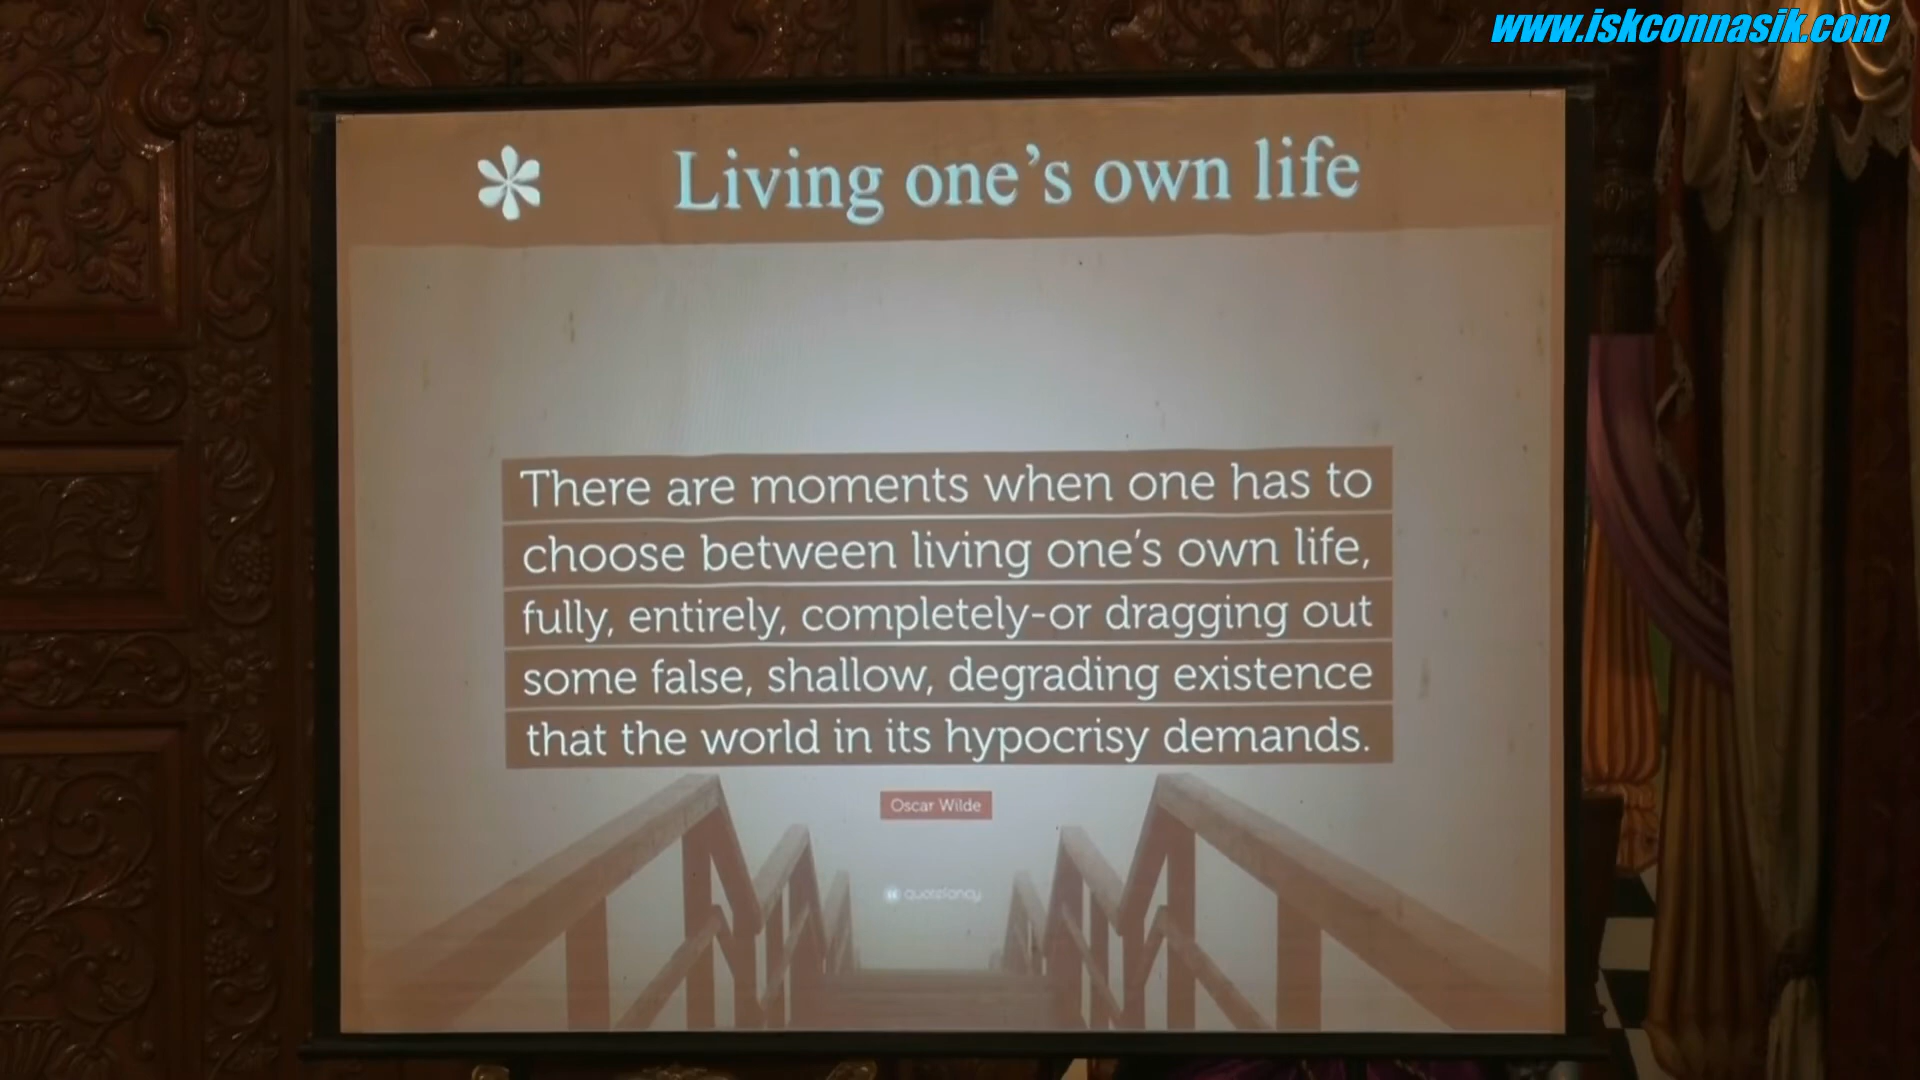 www.iskconnasik.com
* Living one's own life
There are moments when one has to
choose between living one's own life,
fully, entirely, completely-or dragging out
some false, shallow, degrading existence
that the world in its hypocrisy demands.
Oscar Wilde
quotefancy